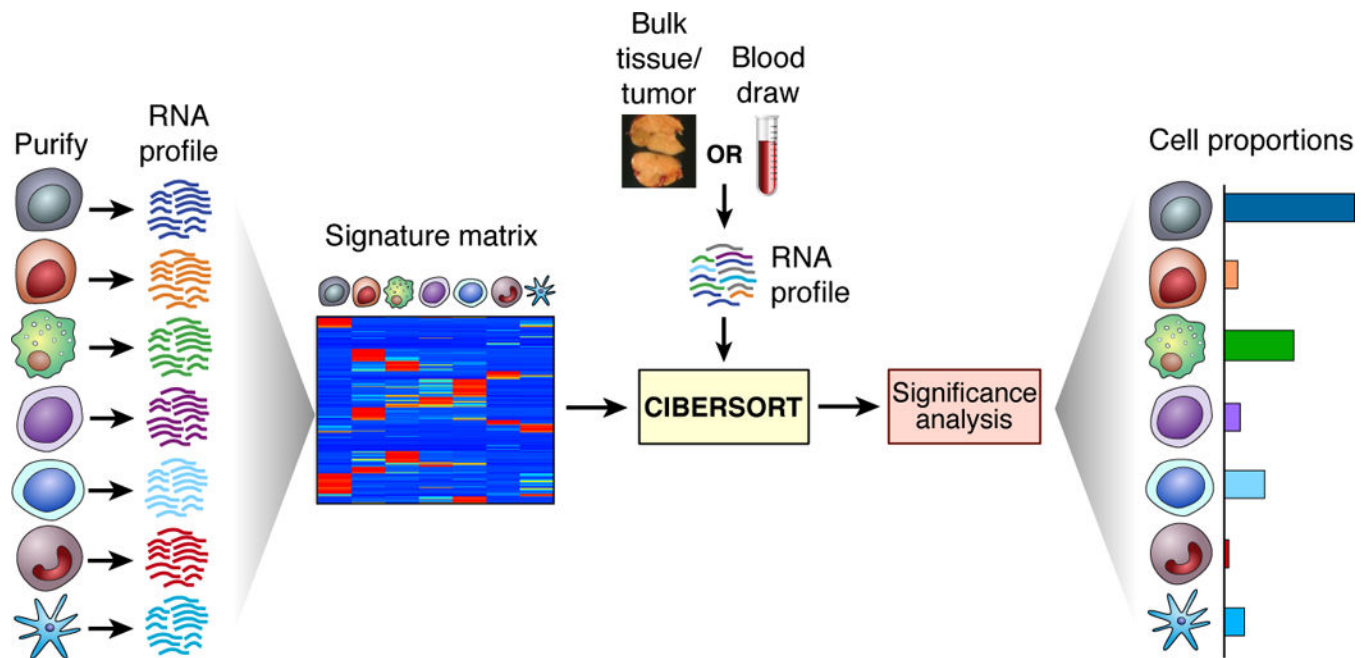 Purify
RNA
profile
Signature matrix
Bulk
tissue/
tumor
OR
Blood
draw
RNA
profile
CIBERSORT
Significance
analysis
Cell proportions